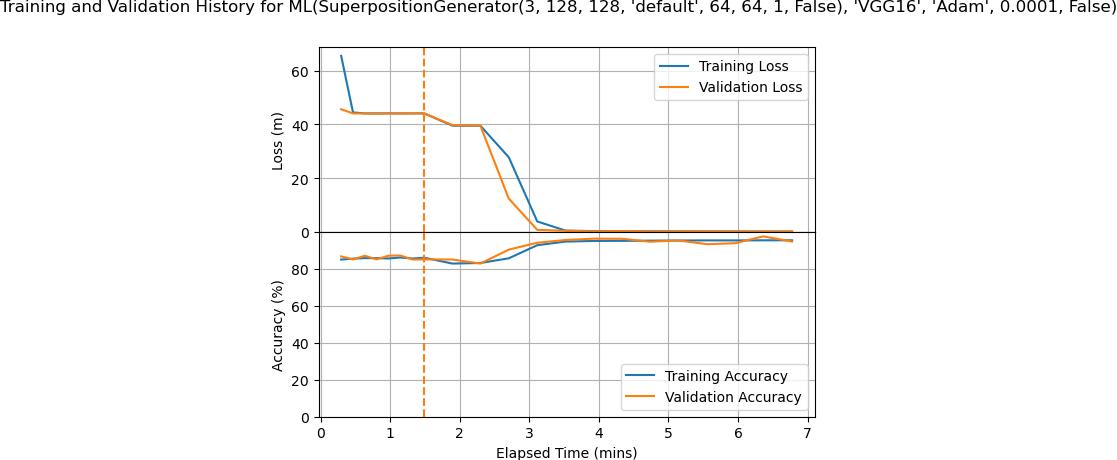 Training and Validation History for ML(SuperpositionGenerator(3, 128, 128, 'default', 64, 64, 1, False), 'VGG16', 'Adam', 0.0001, False)
Training Loss
Validation Loss
Loss (m)
60
40
20
0
Accuracy (%)
80
60
40
20
0
Training Accuracy
Validation Accuracy
0 1 2 3 4 5 6 7
Elapsed Time (mins)